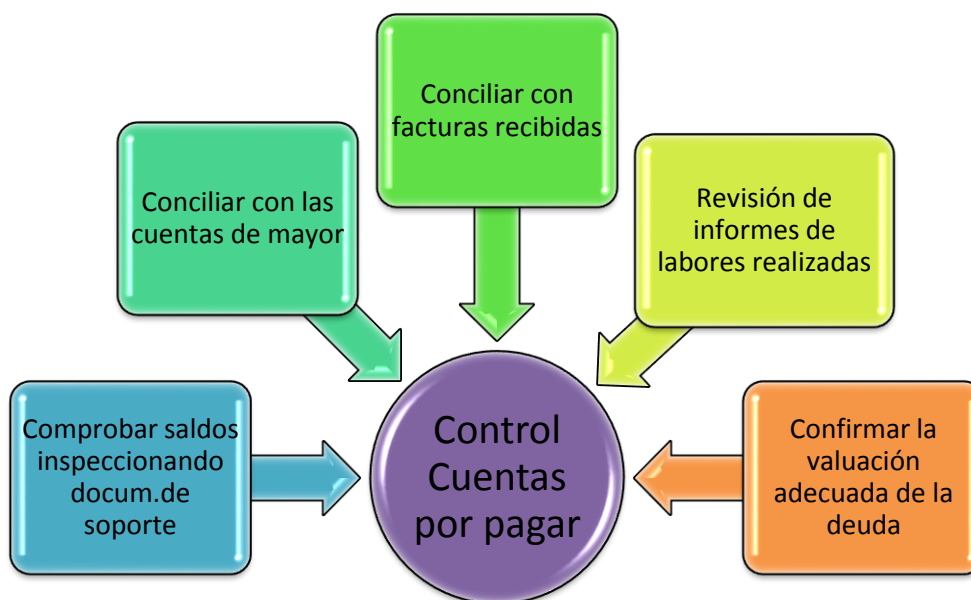 Conciliar con
facturas recibidas
Conciliar con las
cuentas de mayor
Revisión de
informes de
labores realizadas
Comprobar saldos
inspeccionando
docum.de
soporte
Control
Cuentas
por pagar
Confirmar la
valuación
adecuada de la
deuda